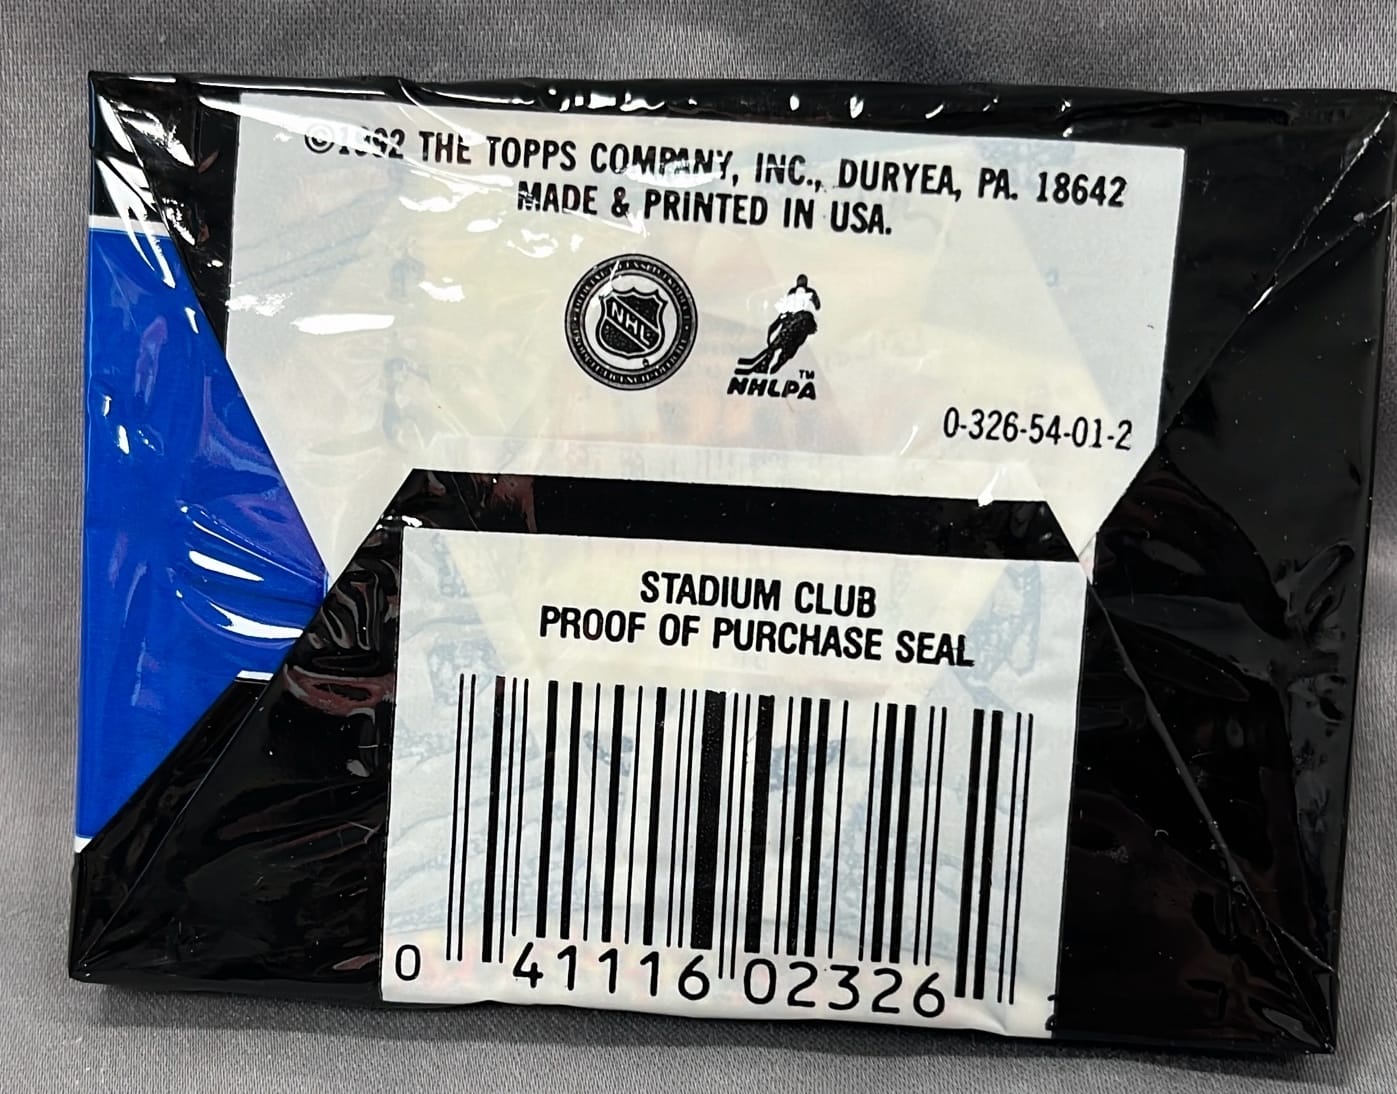 ©1992 THE TOPPS COMPANY, INC., DURYEA, PA. 18642
MADE & PRINTED IN USA.
NHL
TM
NHLPA
0-326-54-01-2
STADIUM CLUB
PROOF OF PURCHASE SEAL
0 41116 02326